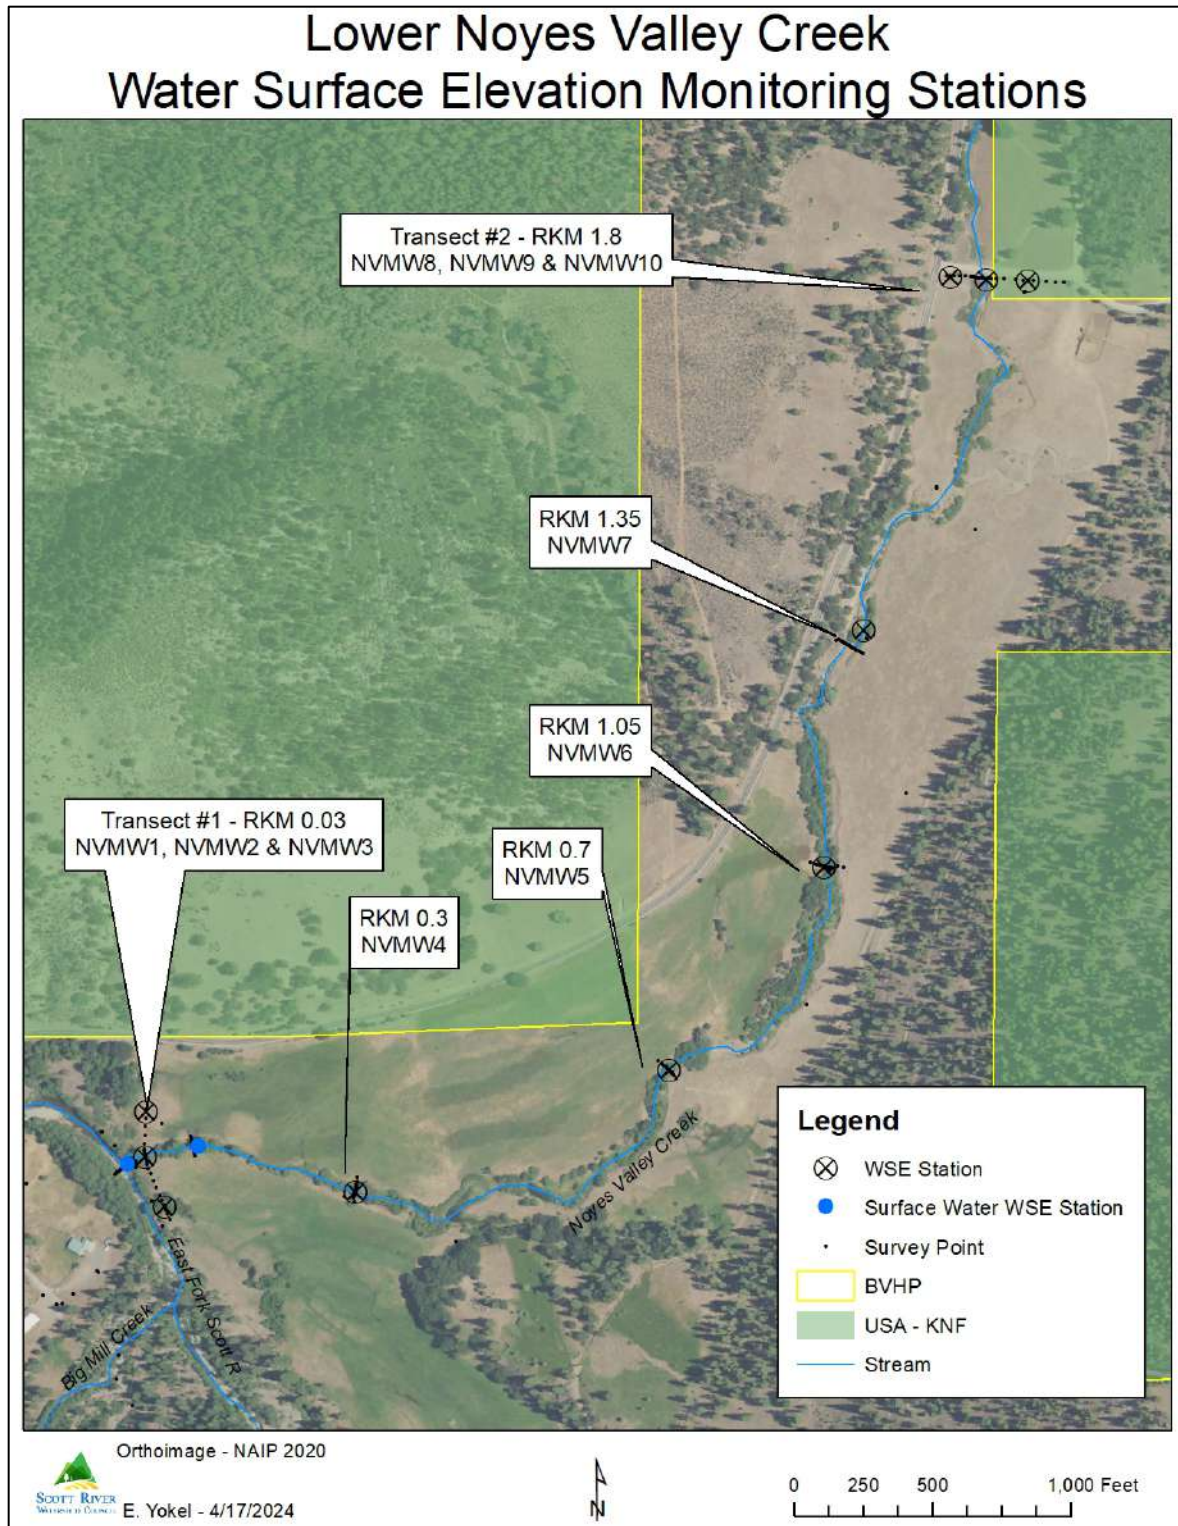 Lower Noyes Valley Creek
Water Surface Elevation Monitoring Stations
Transect #2 - RKM 1.8
NVMW8, NVMW9 & NVMW10
RKM 1.35
NVMW7
RKM 1.05
NVMW6
Transect #1 - RKM 0.03
NVMW1, NVMW2 & NVMW3
RKM 0.7
NVMW5
RKM 0.3
NVMW4
Noyes Valley Creek
East Fork Scott R
Big Mill Creek
Legend
WSE Station
Surface Water WSE Station
Survey Point
BVHP
USA - KNF
Stream
Orthoimage - NAIP 2020
SCOTT RIVER
WATERSHED COUNCIL
E. Yokel - 4/17/2024
N
0 250 500 1,000 Feet